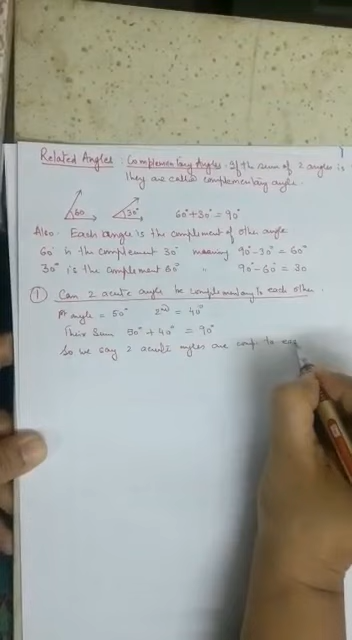 Related Angles : Complementary Angles : If the sum of 2 angles is
They are called complementary angle.
60° 30° 60°+30° = 90°
Also. Each angle is the complement of other angle
60° is the complement 30° meaning 90°-30° = 60°
30° is the complement 60° " 90°-60° = 30
① Can 2 acute angle be complementary to each other.
1st angle = 50° 2nd = 40°
Their Sum 50° + 40° = 90°
So we say 2 acute angles are comp. to eac